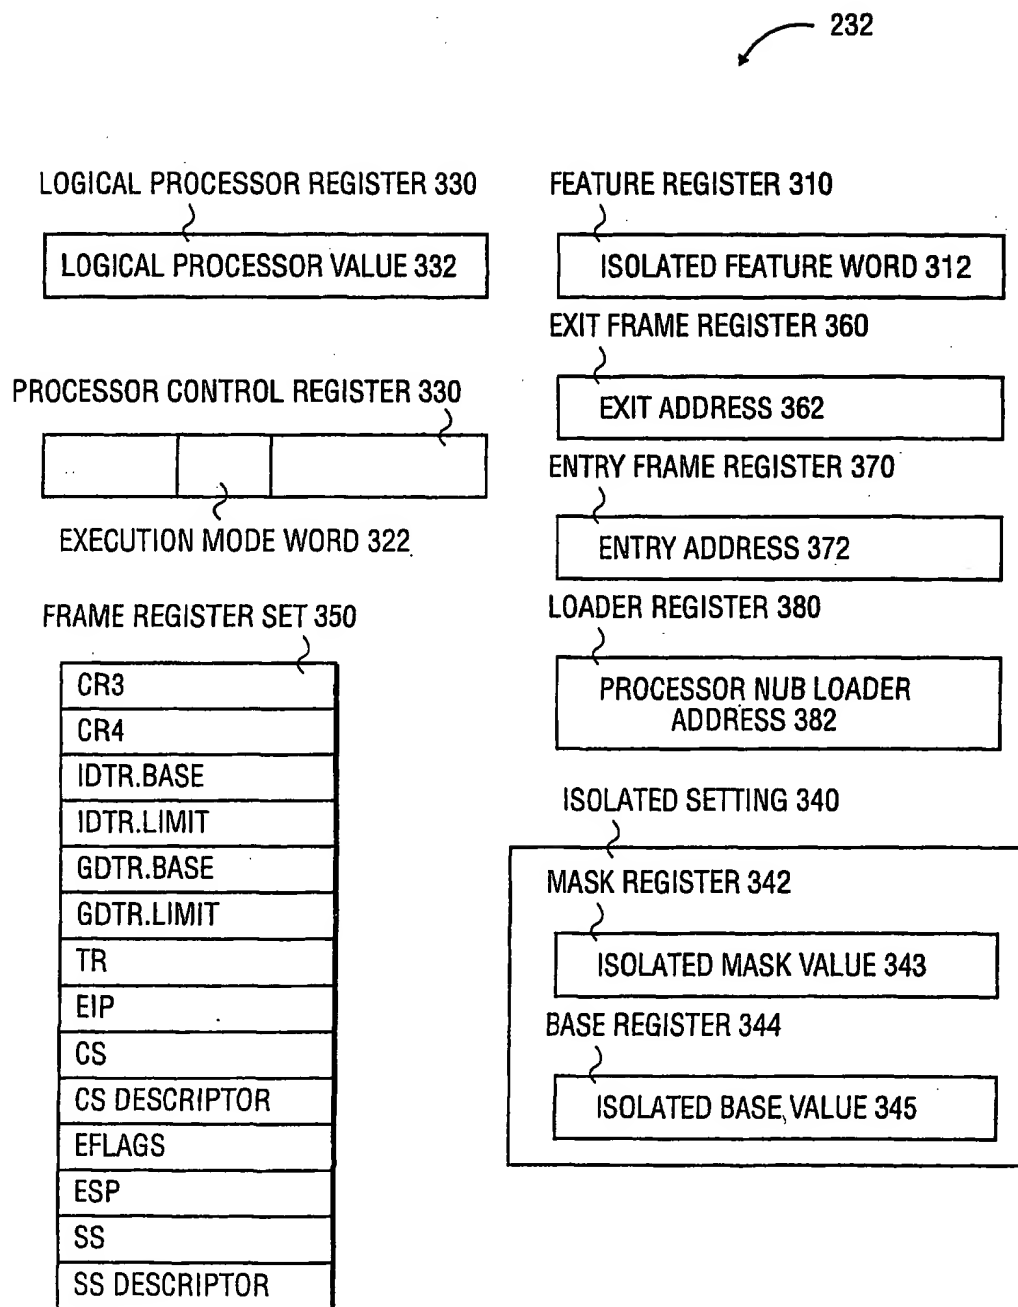 232
LOGICAL PROCESSOR REGISTER 330
LOGICAL PROCESSOR VALUE 332
PROCESSOR CONTROL REGISTER 330
EXECUTION MODE WORD 322
FRAME REGISTER SET 350
CR3
CR4
IDTR.BASE
IDTR.LIMIT
GDTR.BASE
GDTR.LIMIT
TR
EIP
CS
CS DESCRIPTOR
EFLAGS
ESP
SS
SS DESCRIPTOR
FEATURE REGISTER 310
ISOLATED FEATURE WORD 312
EXIT FRAME REGISTER 360
EXIT ADDRESS 362
ENTRY FRAME REGISTER 370
ENTRY ADDRESS 372
LOADER REGISTER 380
PROCESSOR NUB LOADER
ADDRESS 382
ISOLATED SETTING 340
MASK REGISTER 342
ISOLATED MASK VALUE 343
BASE REGISTER 344
ISOLATED BASE VALUE 345